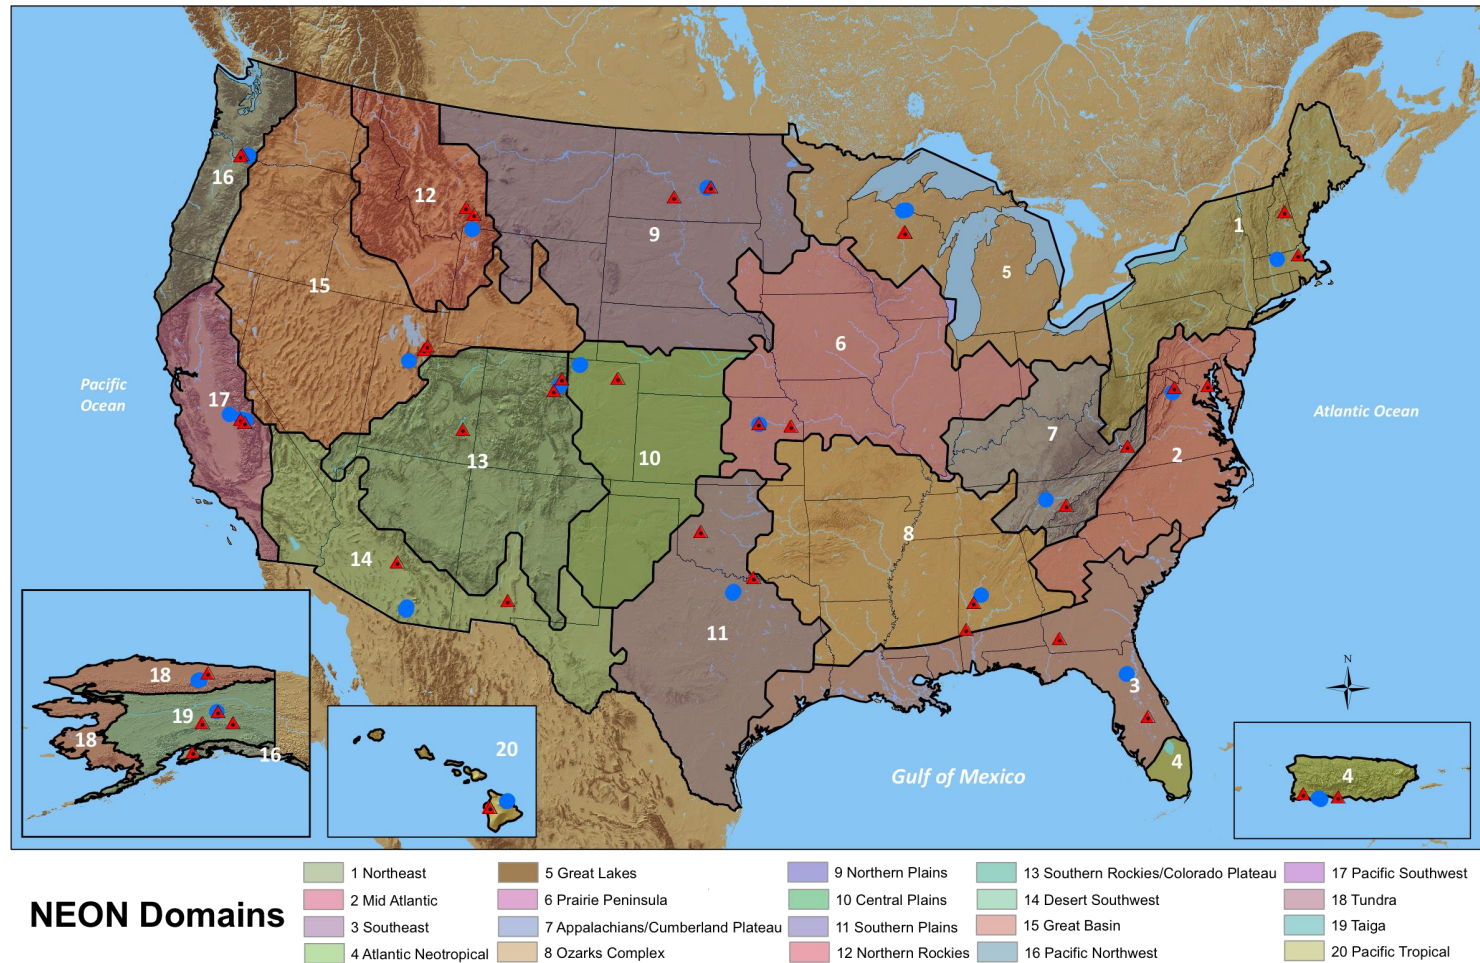 16
12
9
1
15
5
6
Pacific
Ocean
17
Atlantic Ocean
7
13
10
2
8
14
11
18
3
19
18
16
20
N
4
4
Gulf of Mexico
NEON Domains
1 Northeast
2 Mid Atlantic
3 Southeast
4 Atlantic Neotropical
5 Great Lakes
6 Prairie Peninsula
7 Appalachians/Cumberland Plateau
8 Ozarks Complex
9 Northern Plains
10 Central Plains
11 Southern Plains
12 Northern Rockies
13 Southern Rockies/Colorado Plateau
14 Desert Southwest
15 Great Basin
16 Pacific Northwest
17 Pacific Southwest
18 Tundra
19 Taiga
20 Pacific Tropical